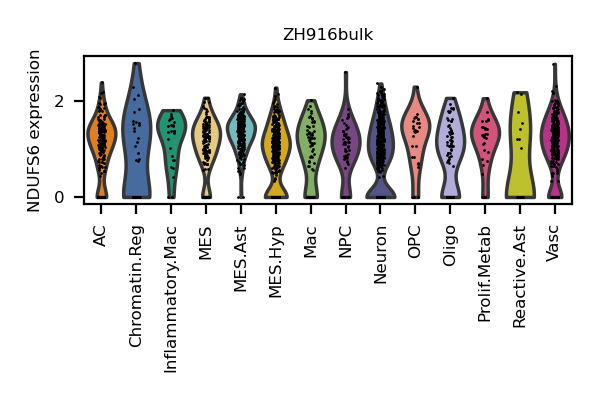 ZH916bulk
NDUFS6 expression
2
0
AC
Chromatin.Reg
Inflammatory.Mac
MES
MES.Ast
MES.Hyp
Mac
NPC
Neuron
OPC
Oligo
Prolif.Metab
Reactive.Ast
Vasc